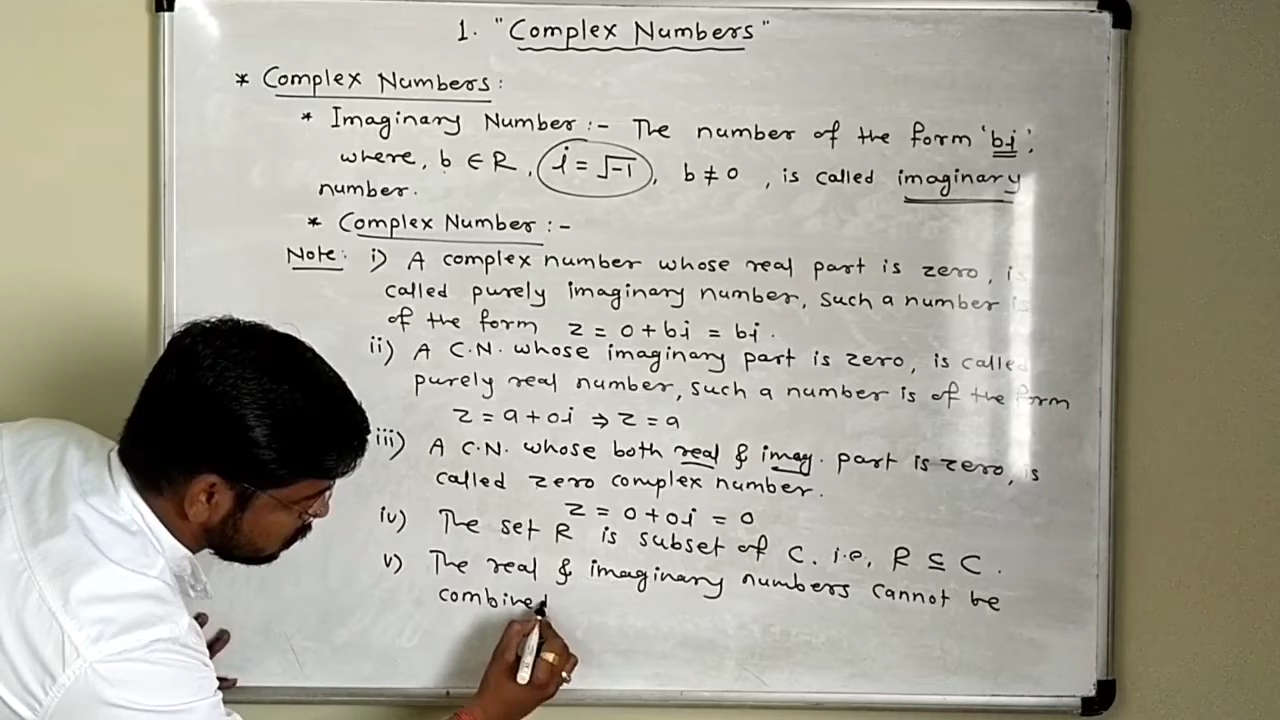 1. "Complex Numbers"
* Complex Numbers:
* Imaginary Number:- The number of the form 'bi',
where, b ∈ R, i = √-1, b ≠ 0, is called imaginary
number.
* Complex Number:-
Note: i) A complex number whose real part is zero, is
called purely imaginary number, such a number is
of the form z = 0 + bi = bi.
ii) A C.N. whose imaginary part is zero, is called
purely real number, such a number is of the form
z = a + 0i ⇒ z = a
iii) A C.N. whose both real & imag. part is zero, is
called zero complex number.
z = 0 + 0i = 0
iv) The set R is subset of C. i.e., R ⊆ C.
v) The real & imaginary numbers cannot be
combined